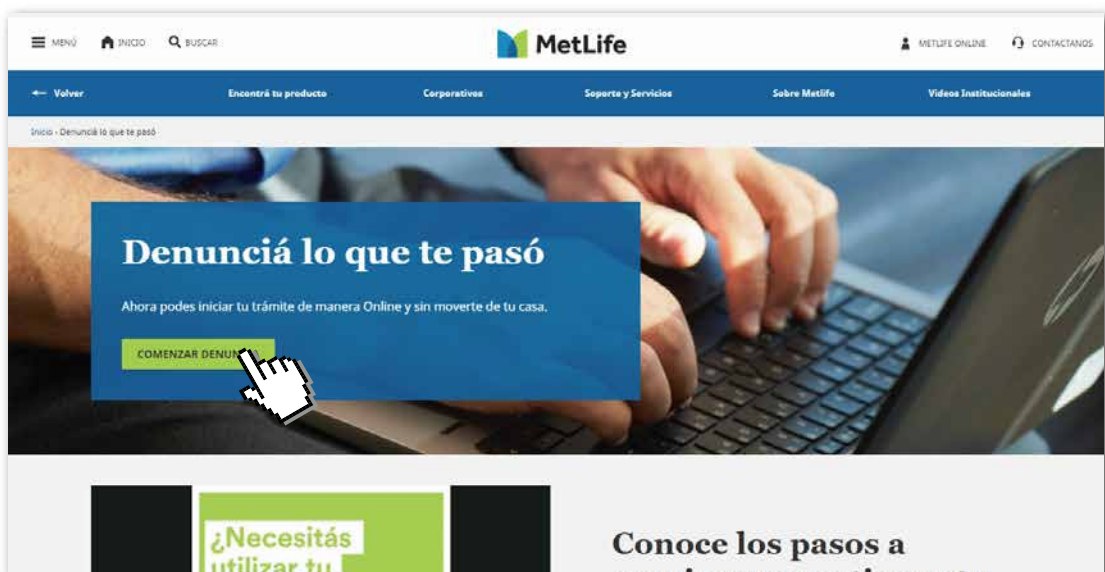 MENÚ INICIO BUSCAR MetLife METLIFE ONLINE CONTACTANOS
← Volver Encontrá tu producto Corporativos Soporte y Servicios Sobre Metlife Videos Institucionales
Inicio › Denunciá lo que te pasó
Denunciá lo que te pasó
Ahora podes iniciar tu trámite de manera Online y sin moverte de tu casa.
COMENZAR
¿Necesitás
utilizar tu
Conoce los pasos a